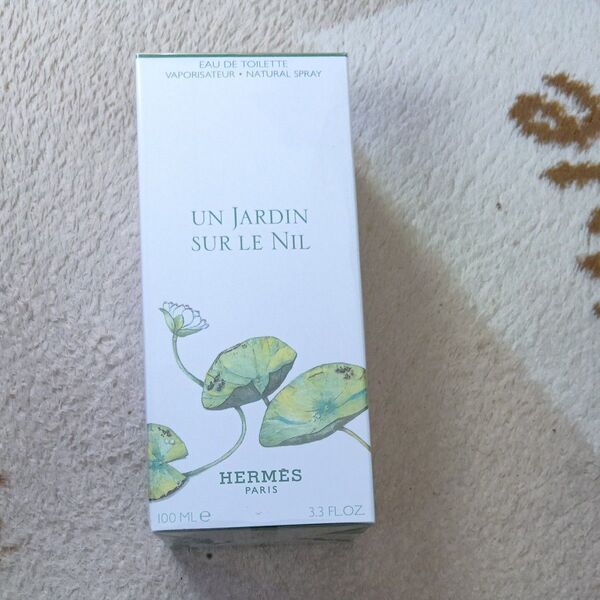 EAU DE TOILETTE
VAPORISATEUR • NATURAL SPRAY
UN JARDIN
SUR LE NIL
HERMÈS
PARIS
100 ML e 3.3 FL.OZ.